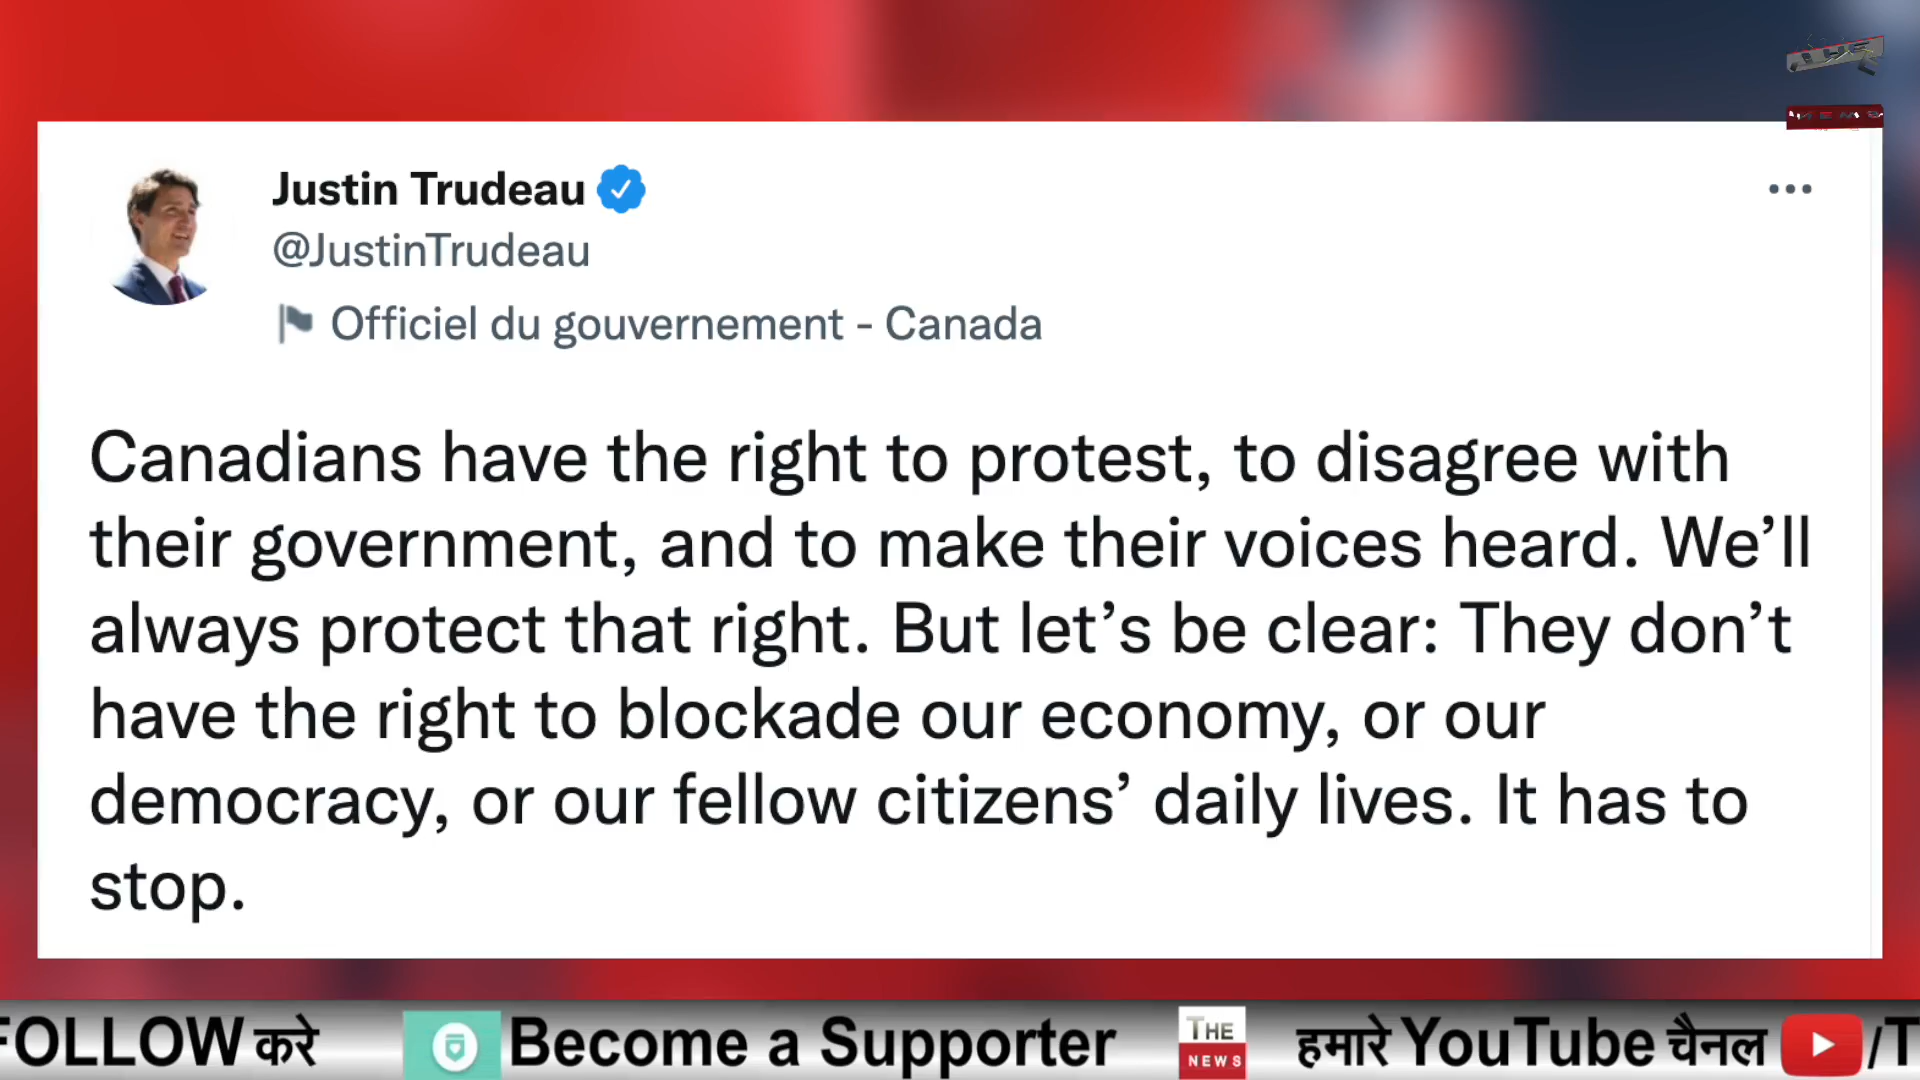 Justin Trudeau
@JustinTrudeau
Officiel du gouvernement - Canada
Canadians have the right to protest, to disagree with
their government, and to make their voices heard. We’ll
always protect that right. But let’s be clear: They don’t
have the right to blockade our economy, or our
democracy, or our fellow citizens’ daily lives. It has to
stop.
FOLLOW करे Become a Supporter THE NEWS हमारे YouTube चैनल /T